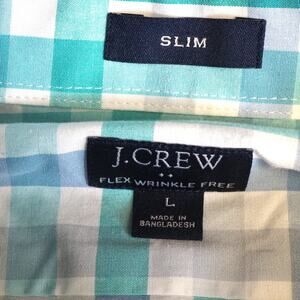 SLIM
J.CREW
FLEX WRINKLE FREE
L
MADE IN
BANGLADESH